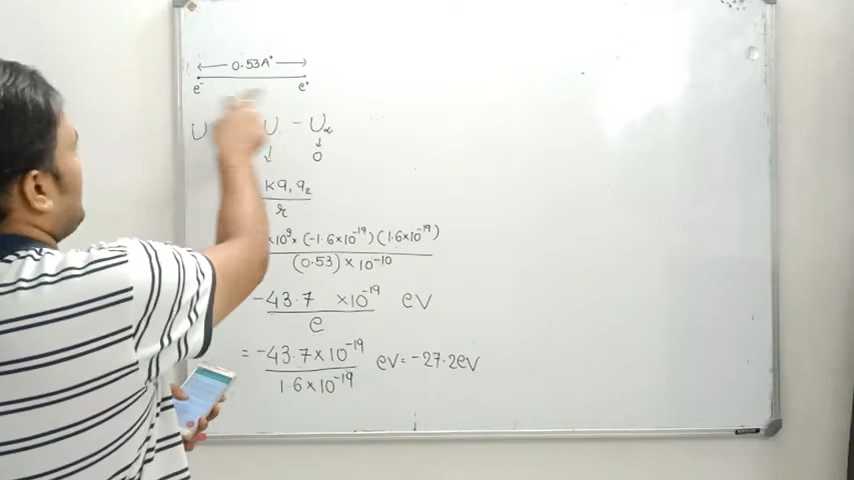 0.53A°
e⁻ e⁺
U U - U∝
↓ ↓
0
kq₁q₂
r
×10⁹×(-1.6×10⁻¹⁹)(1.6×10⁻¹⁹)
(0.53)×10⁻¹⁰
-43.7 ×10⁻¹⁹ eV
e
= -43.7×10⁻¹⁹ eV = -27.2eV
1.6×10⁻¹⁹